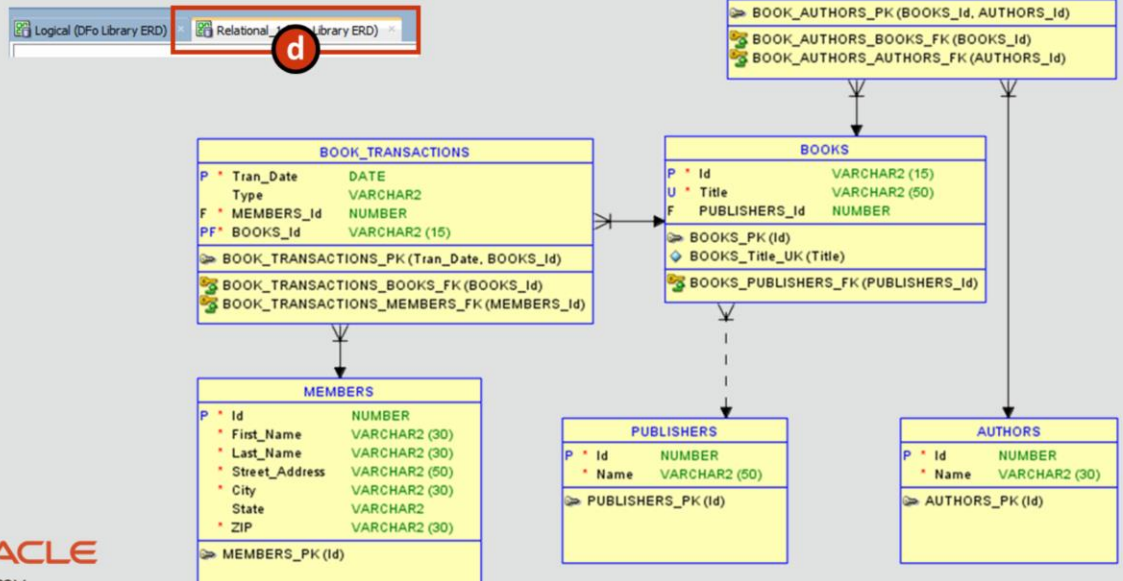 Logical (DFo Library ERD)
Relational_1 Library ERD)
d
BOOK_AUTHORS_PK (BOOKS_Id, AUTHORS_Id)
BOOK_AUTHORS_BOOKS_FK (BOOKS_Id)
BOOK_AUTHORS_AUTHORS_FK (AUTHORS_Id)
BOOK_TRANSACTIONS
P * Tran_Date DATE
Type VARCHAR2
F * MEMBERS_Id NUMBER
PF* BOOKS_Id VARCHAR2 (15)
BOOK_TRANSACTIONS_PK (Tran_Date, BOOKS_Id)
BOOK_TRANSACTIONS_BOOKS_FK (BOOKS_Id)
BOOK_TRANSACTIONS_MEMBERS_FK (MEMBERS_Id)
BOOKS
P * Id VARCHAR2 (15)
U * Title VARCHAR2 (50)
F PUBLISHERS_Id NUMBER
BOOKS_PK (Id)
BOOKS_Title_UK (Title)
BOOKS_PUBLISHERS_FK (PUBLISHERS_Id)
MEMBERS
P * Id NUMBER
* First_Name VARCHAR2 (30)
* Last_Name VARCHAR2 (30)
* Street_Address VARCHAR2 (50)
* City VARCHAR2 (30)
State VARCHAR2
* ZIP VARCHAR2 (30)
MEMBERS_PK (Id)
PUBLISHERS
P * Id NUMBER
* Name VARCHAR2 (50)
PUBLISHERS_PK (Id)
AUTHORS
P * Id NUMBER
* Name VARCHAR2 (30)
AUTHORS_PK (Id)
ACLE